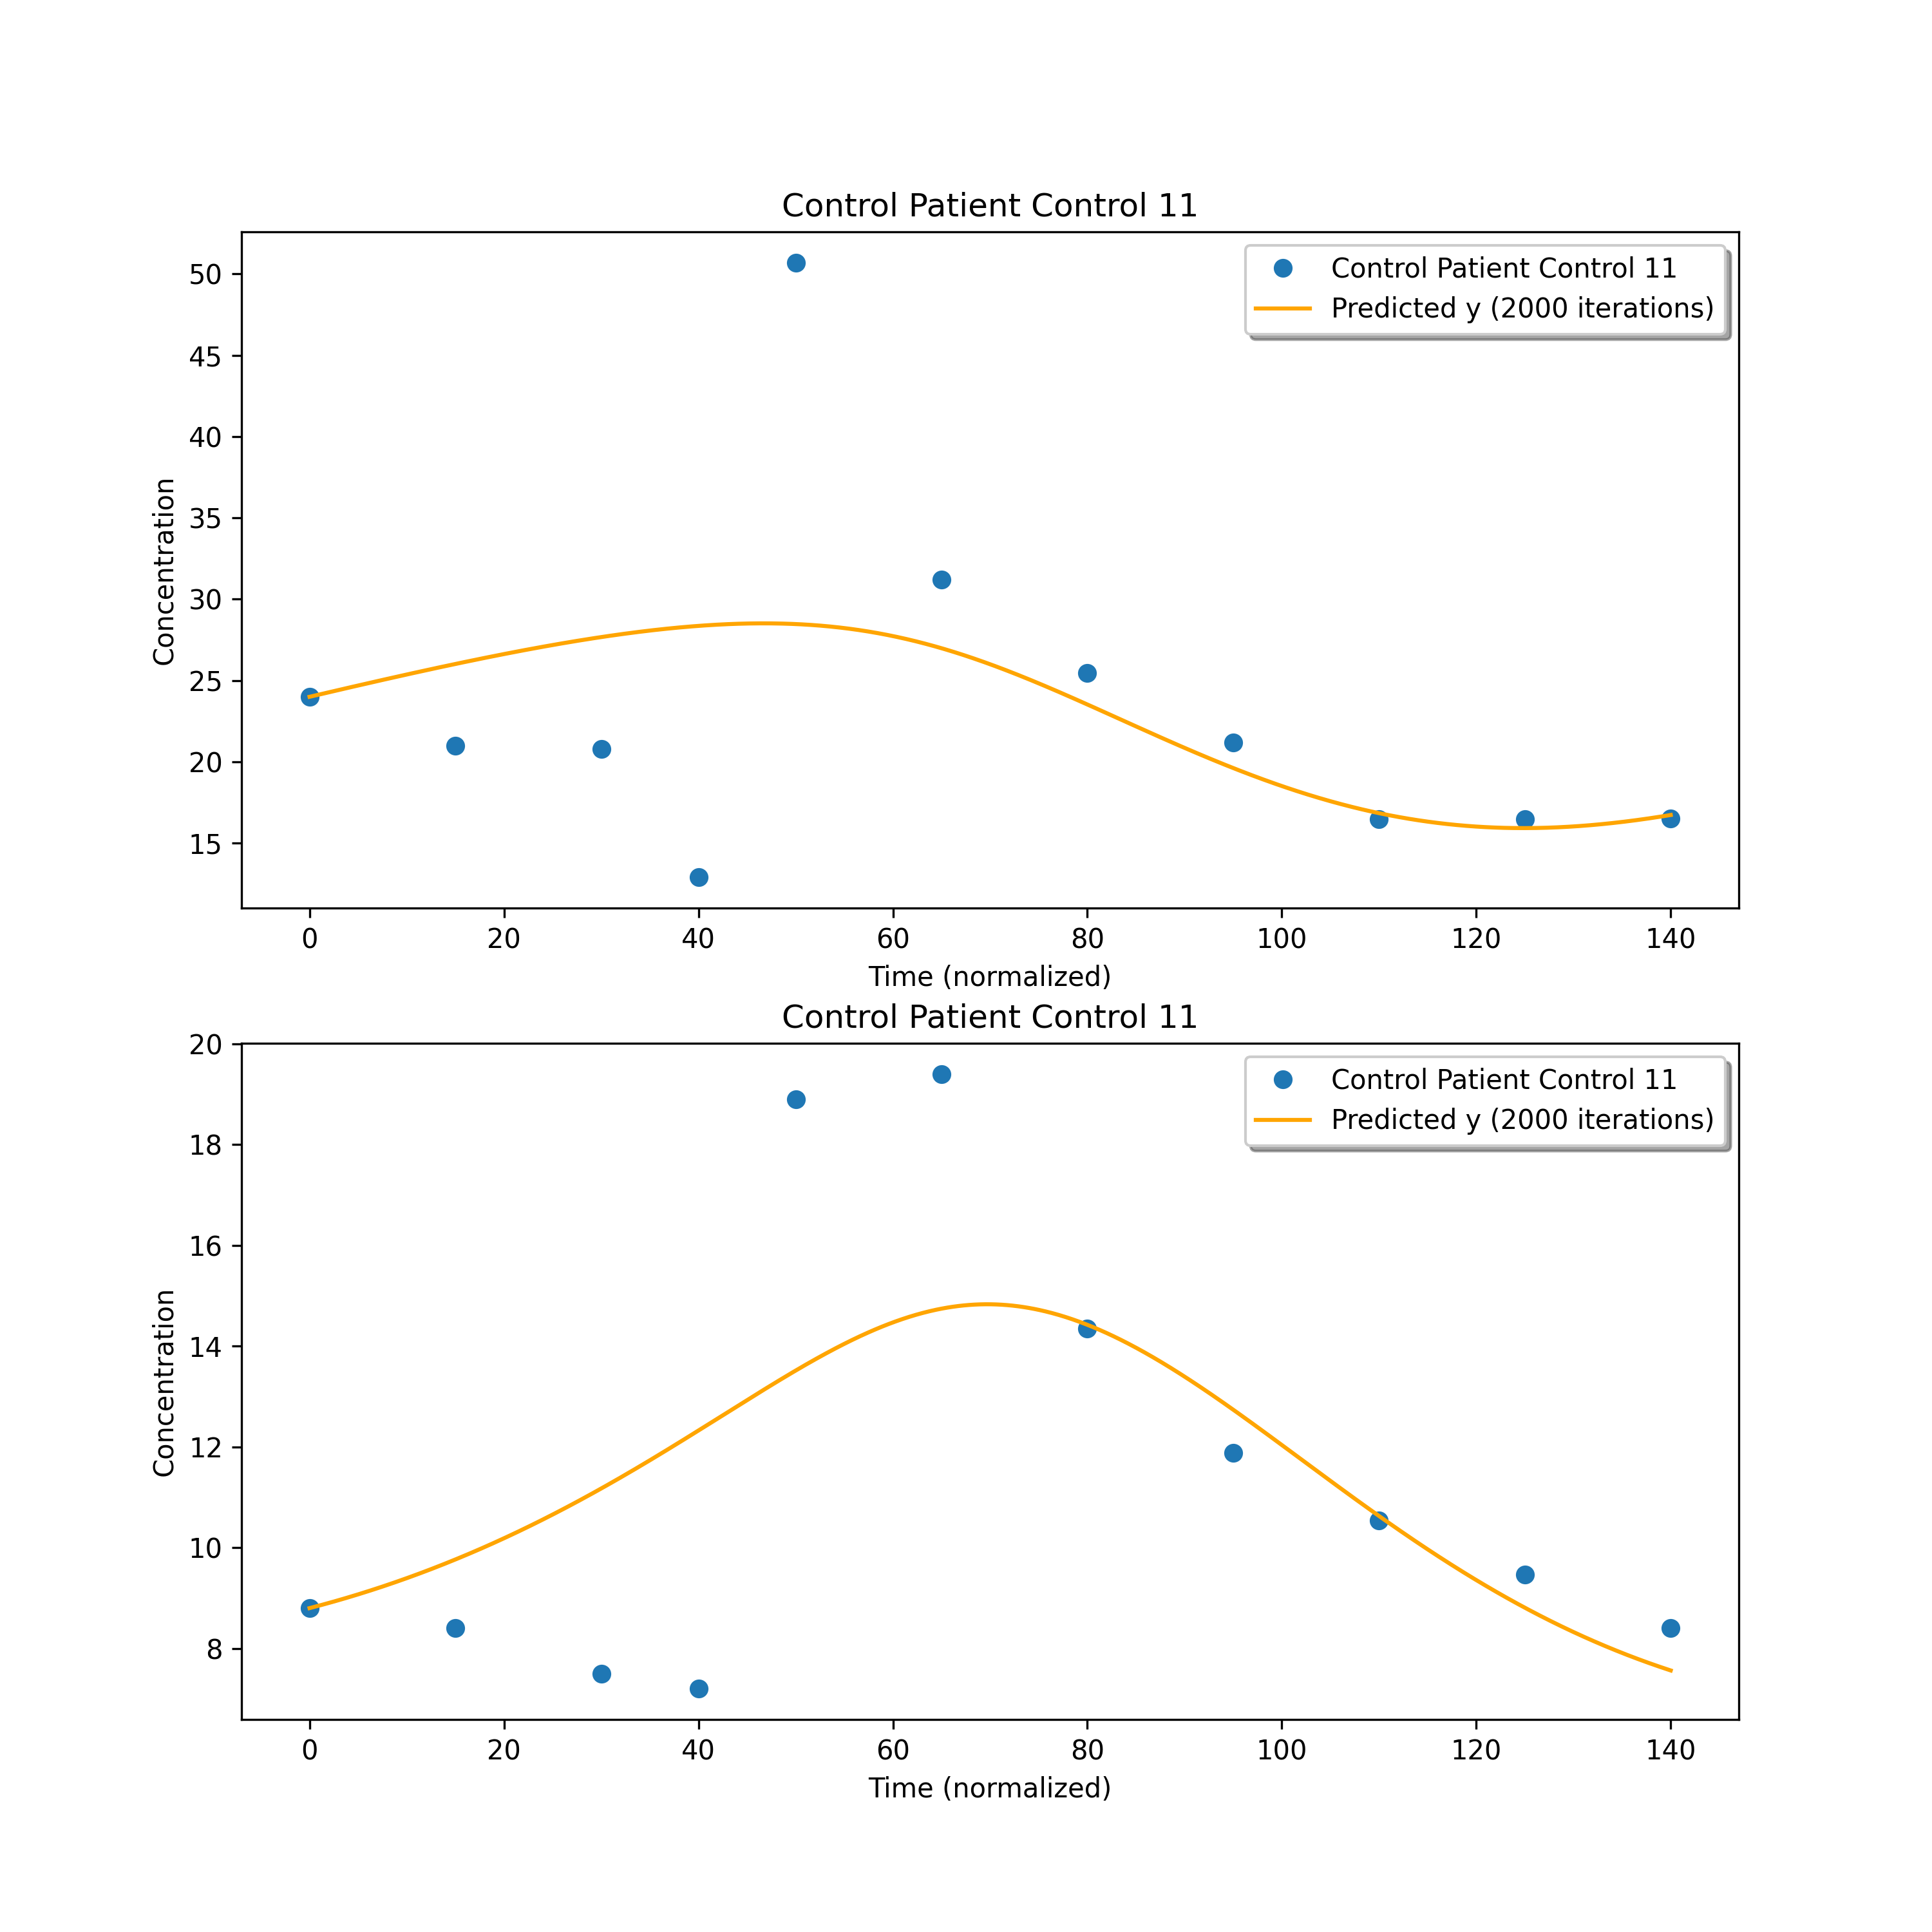 Control Patient Control 11
Control Patient Control 11
Predicted y (2000 iterations)
50
45
40
35
30
25
20
15
Concentration
0 20 40 60 80 100 120 140
Time (normalized)
Control Patient Control 11
Control Patient Control 11
Predicted y (2000 iterations)
20
18
16
14
12
10
8
Concentration
0 20 40 60 80 100 120 140
Time (normalized)